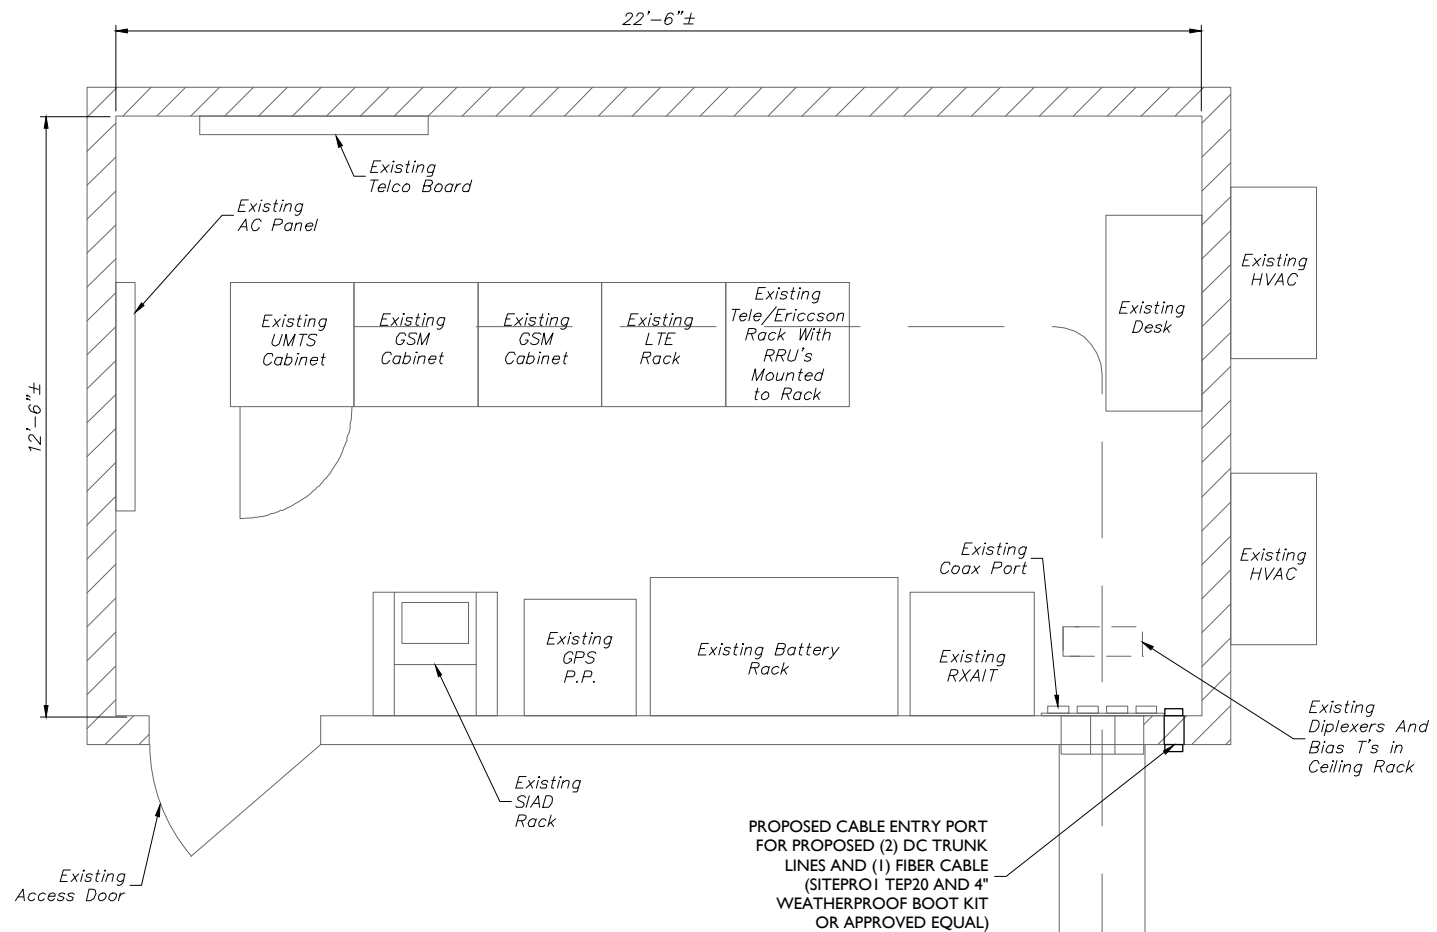 22'-6"±
Existing
Telco Board
Existing
AC Panel
Existing
HVAC
Existing
UMTS
Cabinet
Existing
GSM
Cabinet
Existing
GSM
Cabinet
Existing
LTE
Rack
Existing
Tele/Ericcson
Rack With
RRU's
Mounted
to Rack
Existing
Desk
12'-6"±
Existing
Coax Port
Existing
HVAC
Existing
GPS
P.P.
Existing Battery
Rack
Existing
RXAIT
Existing
Diplexers And
Bias T's in
Ceiling Rack
Existing
SIAD
Rack
PROPOSED CABLE ENTRY PORT
FOR PROPOSED (2) DC TRUNK
LINES AND (1) FIBER CABLE
(SITEPRO1 TEP20 AND 4"
WEATHERPROOF BOOT KIT
OR APPROVED EQUAL)
Existing
Access Door